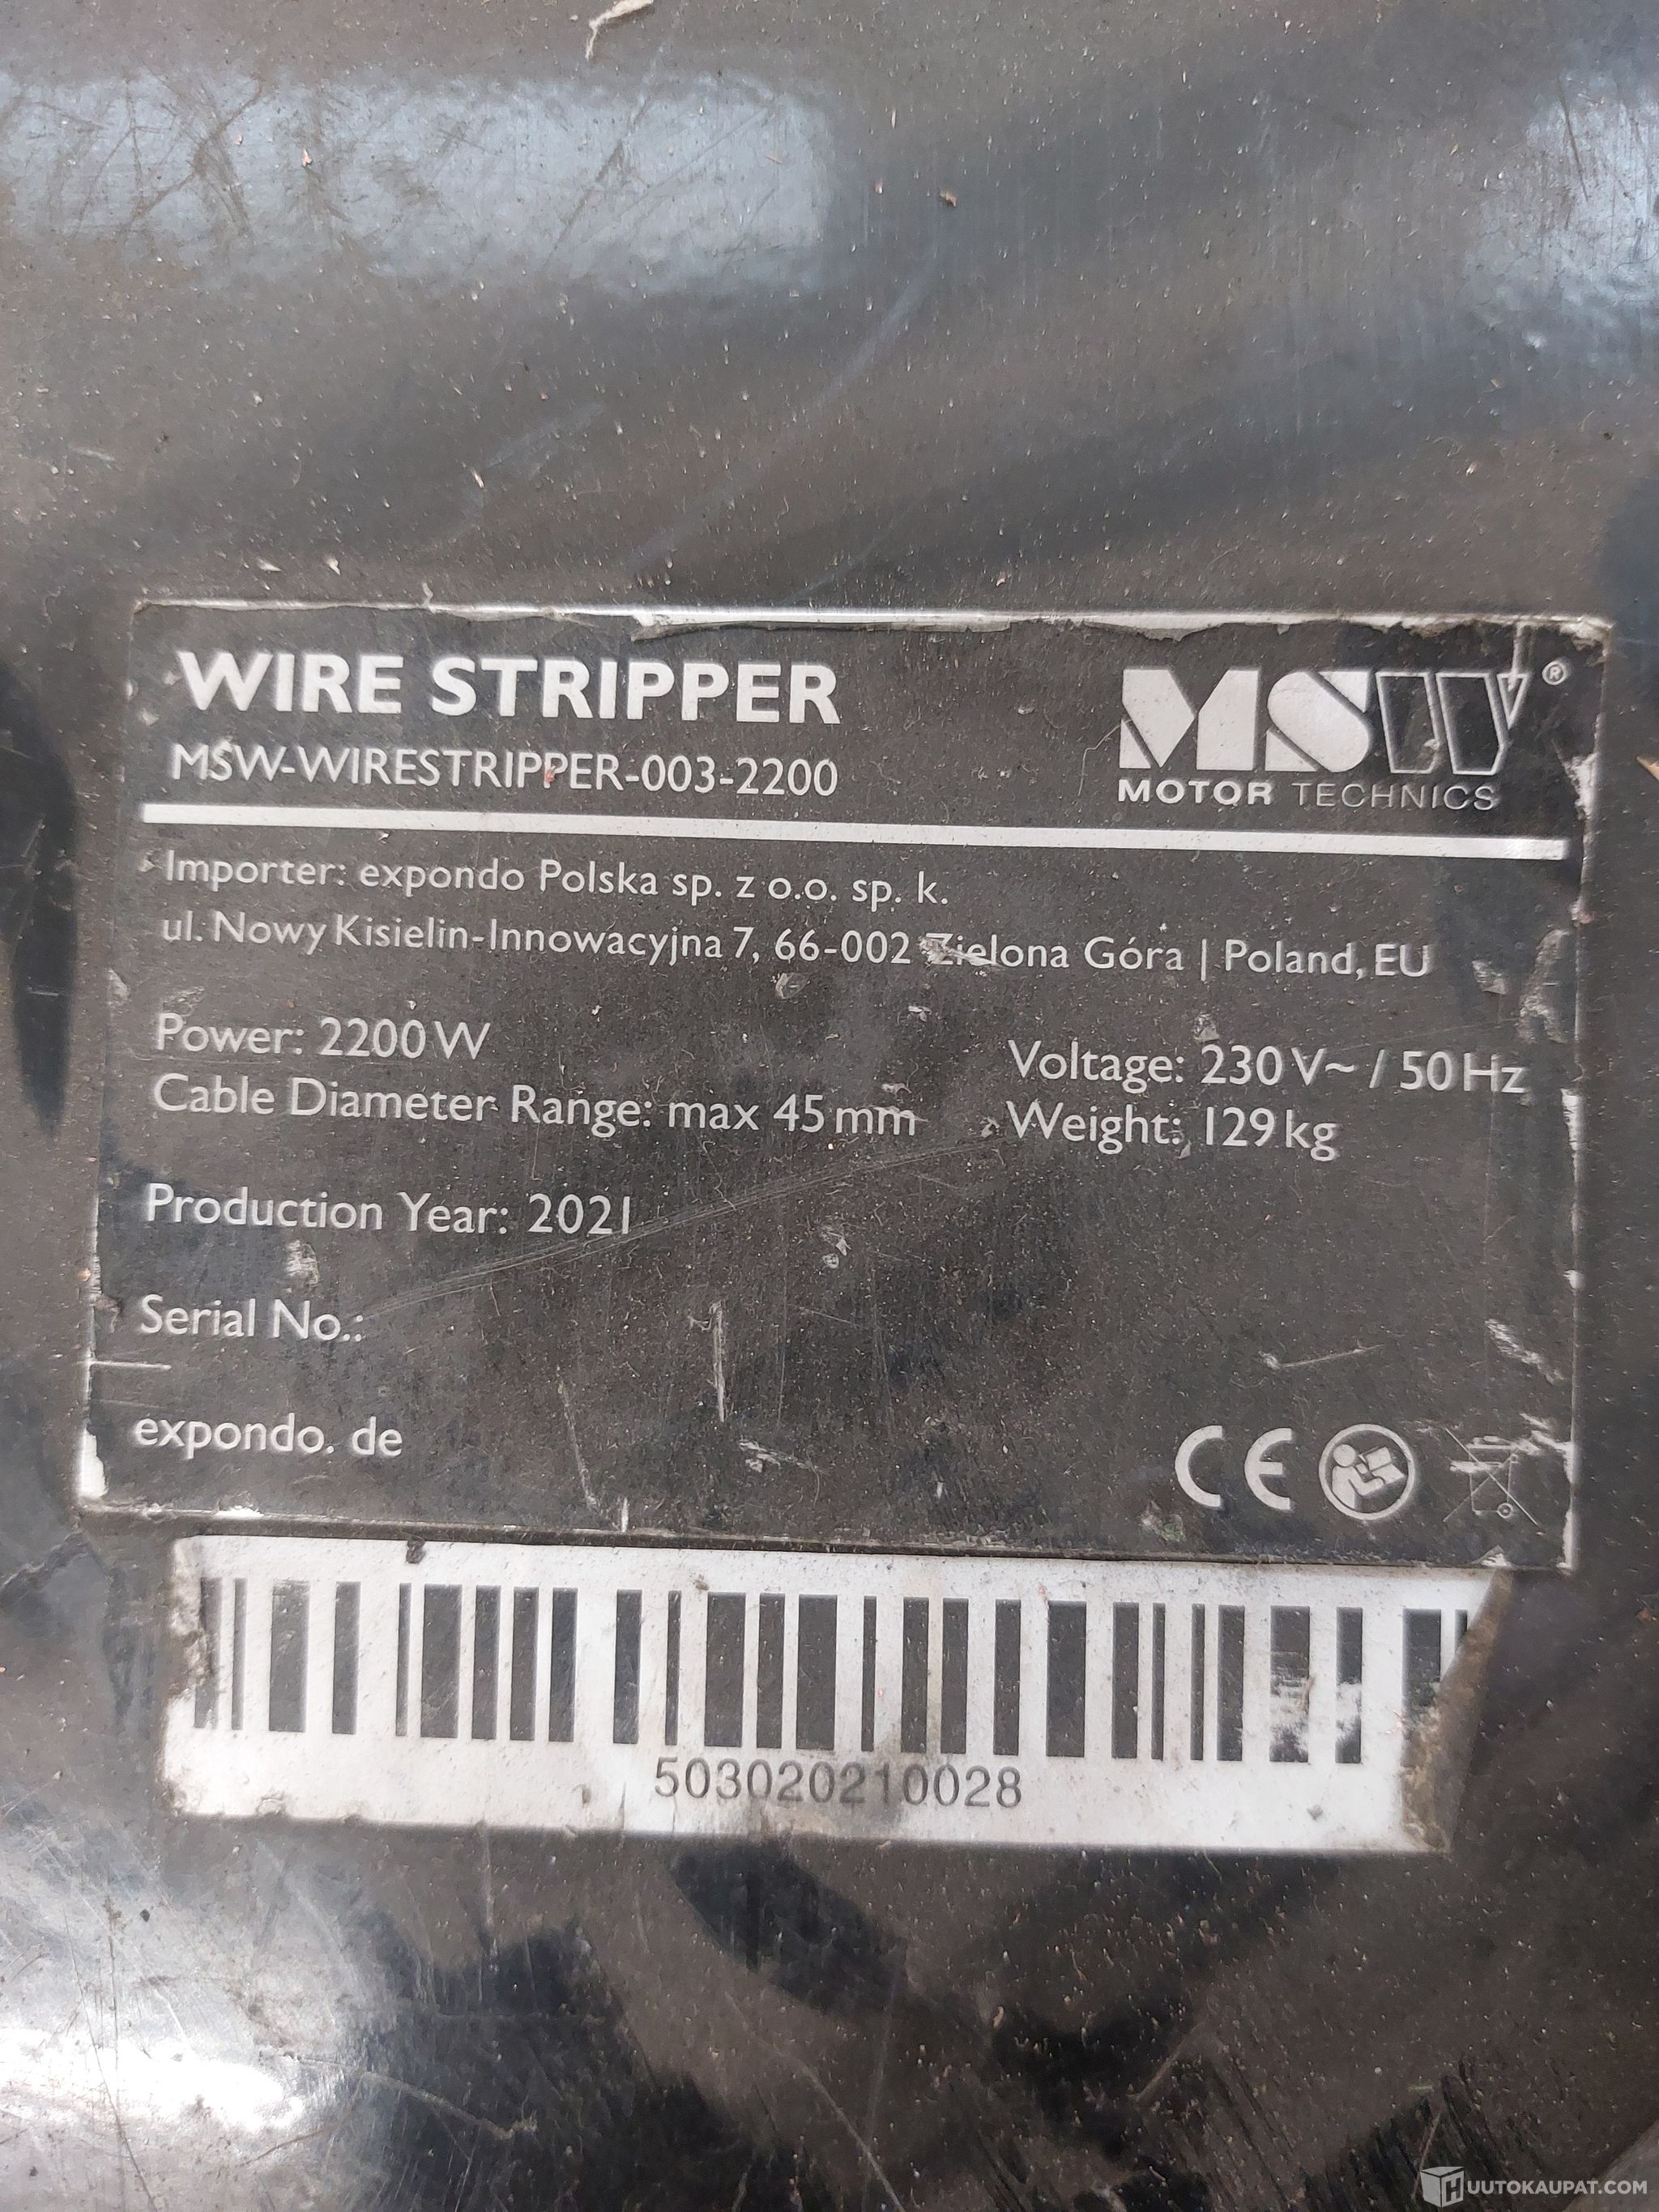 WIRE STRIPPER
MSW-WIRESTRIPPER-003-2200
MSW®
MOTOR TECHNICS
Importer: expondo Polska sp. z o.o. sp. k.
ul. Nowy Kisielin-Innowacyjna 7, 66-002 Zielona Góra | Poland, EU
Power: 2200 W
Voltage: 230 V~ / 50 Hz
Cable Diameter Range: max 45 mm
Weight: 129 kg
Production Year: 2021
Serial No.:
expondo. de
CE
503020210028
HUUTOKAUPAT.COM